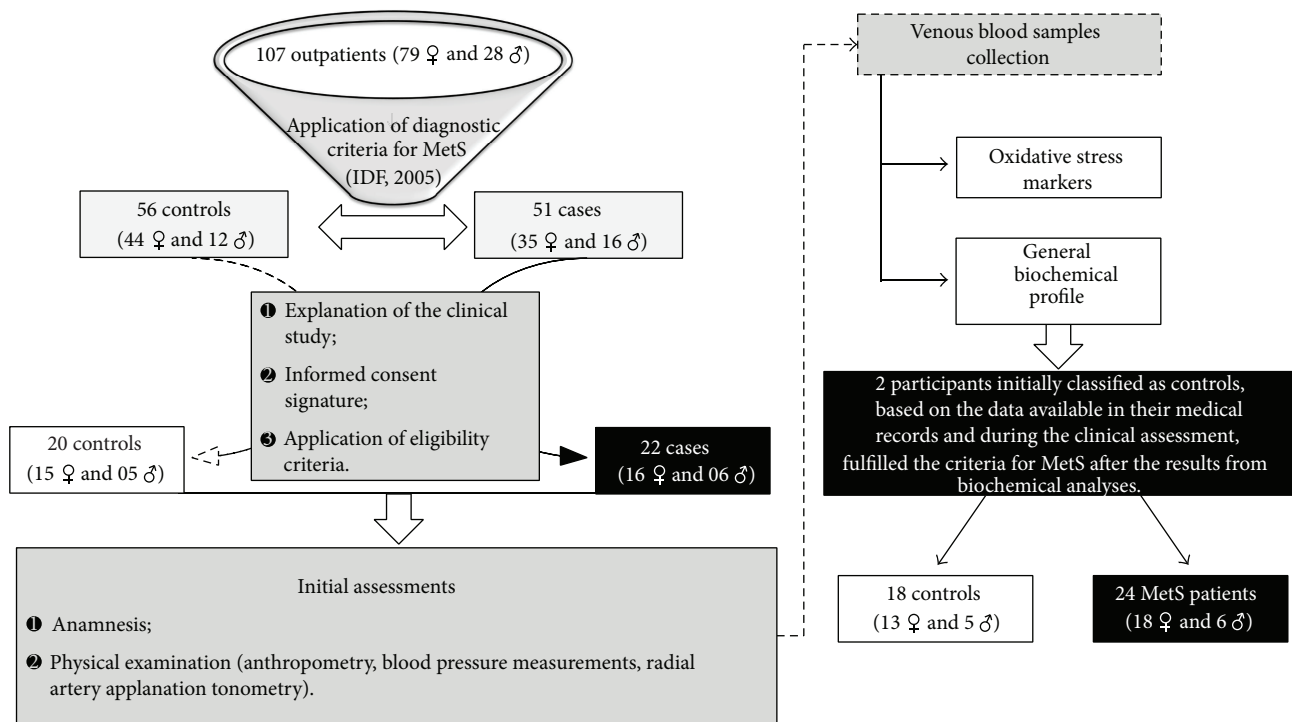 107 outpatients (79 ♀ and 28 ♂)
Application of diagnostic
criteria for MetS
(IDF, 2005)
56 controls
(44 ♀ and 12 ♂)
51 cases
(35 ♀ and 16 ♂)
❶ Explanation of the clinical
study;
❷ Informed consent
signature;
❸ Application of eligibility
criteria.
20 controls
(15 ♀ and 05 ♂)
22 cases
(16 ♀ and 06 ♂)
Initial assessments
❶ Anamnesis;
❷ Physical examination (anthropometry, blood pressure measurements, radial
artery applanation tonometry).
Venous blood samples
collection
Oxidative stress
markers
General
biochemical
profile
2 participants initially classified as controls,
based on the data available in their medical
records and during the clinical assessment,
fulfilled the criteria for MetS after the results from
biochemical analyses.
18 controls
(13 ♀ and 5 ♂)
24 MetS patients
(18 ♀ and 6 ♂)